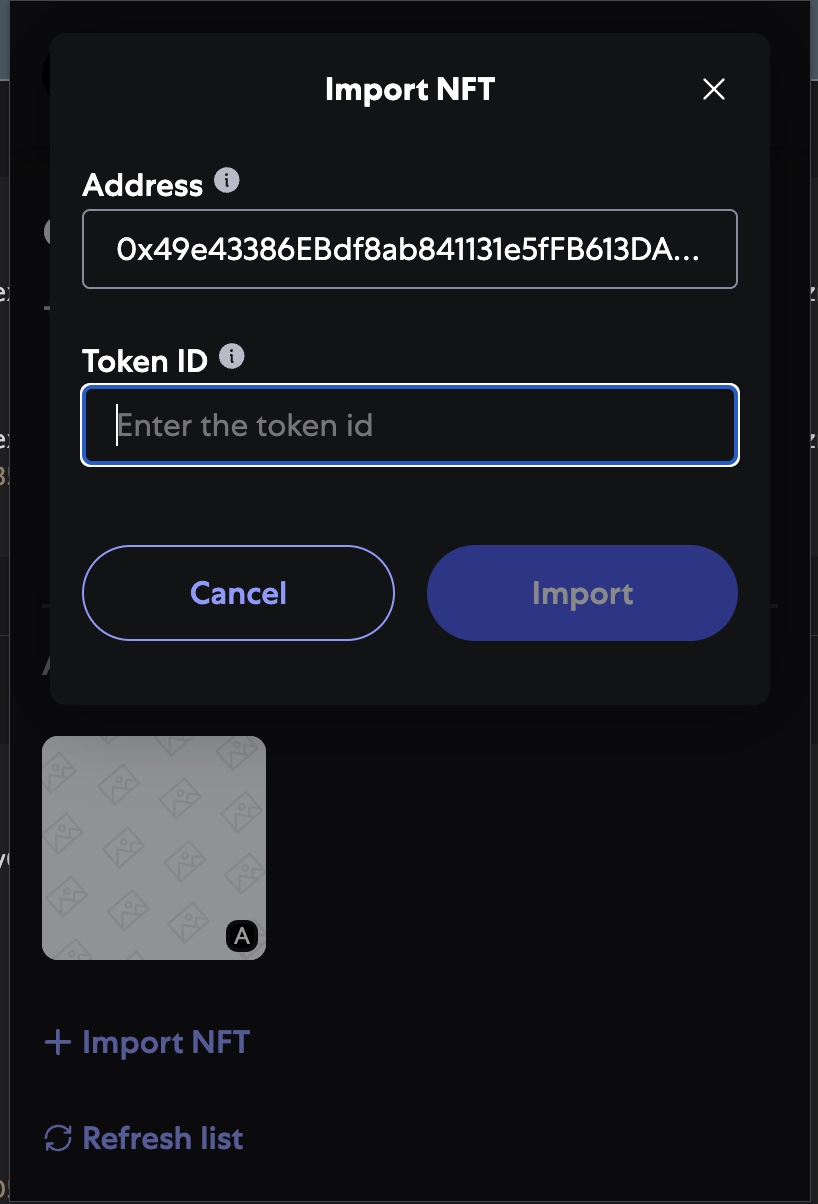 Import NFT
Address
0x49e43386EBdf8ab841131e5fFB613DA...
Token ID
Enter the token id
Cancel
Import
A
Import NFT
Refresh list